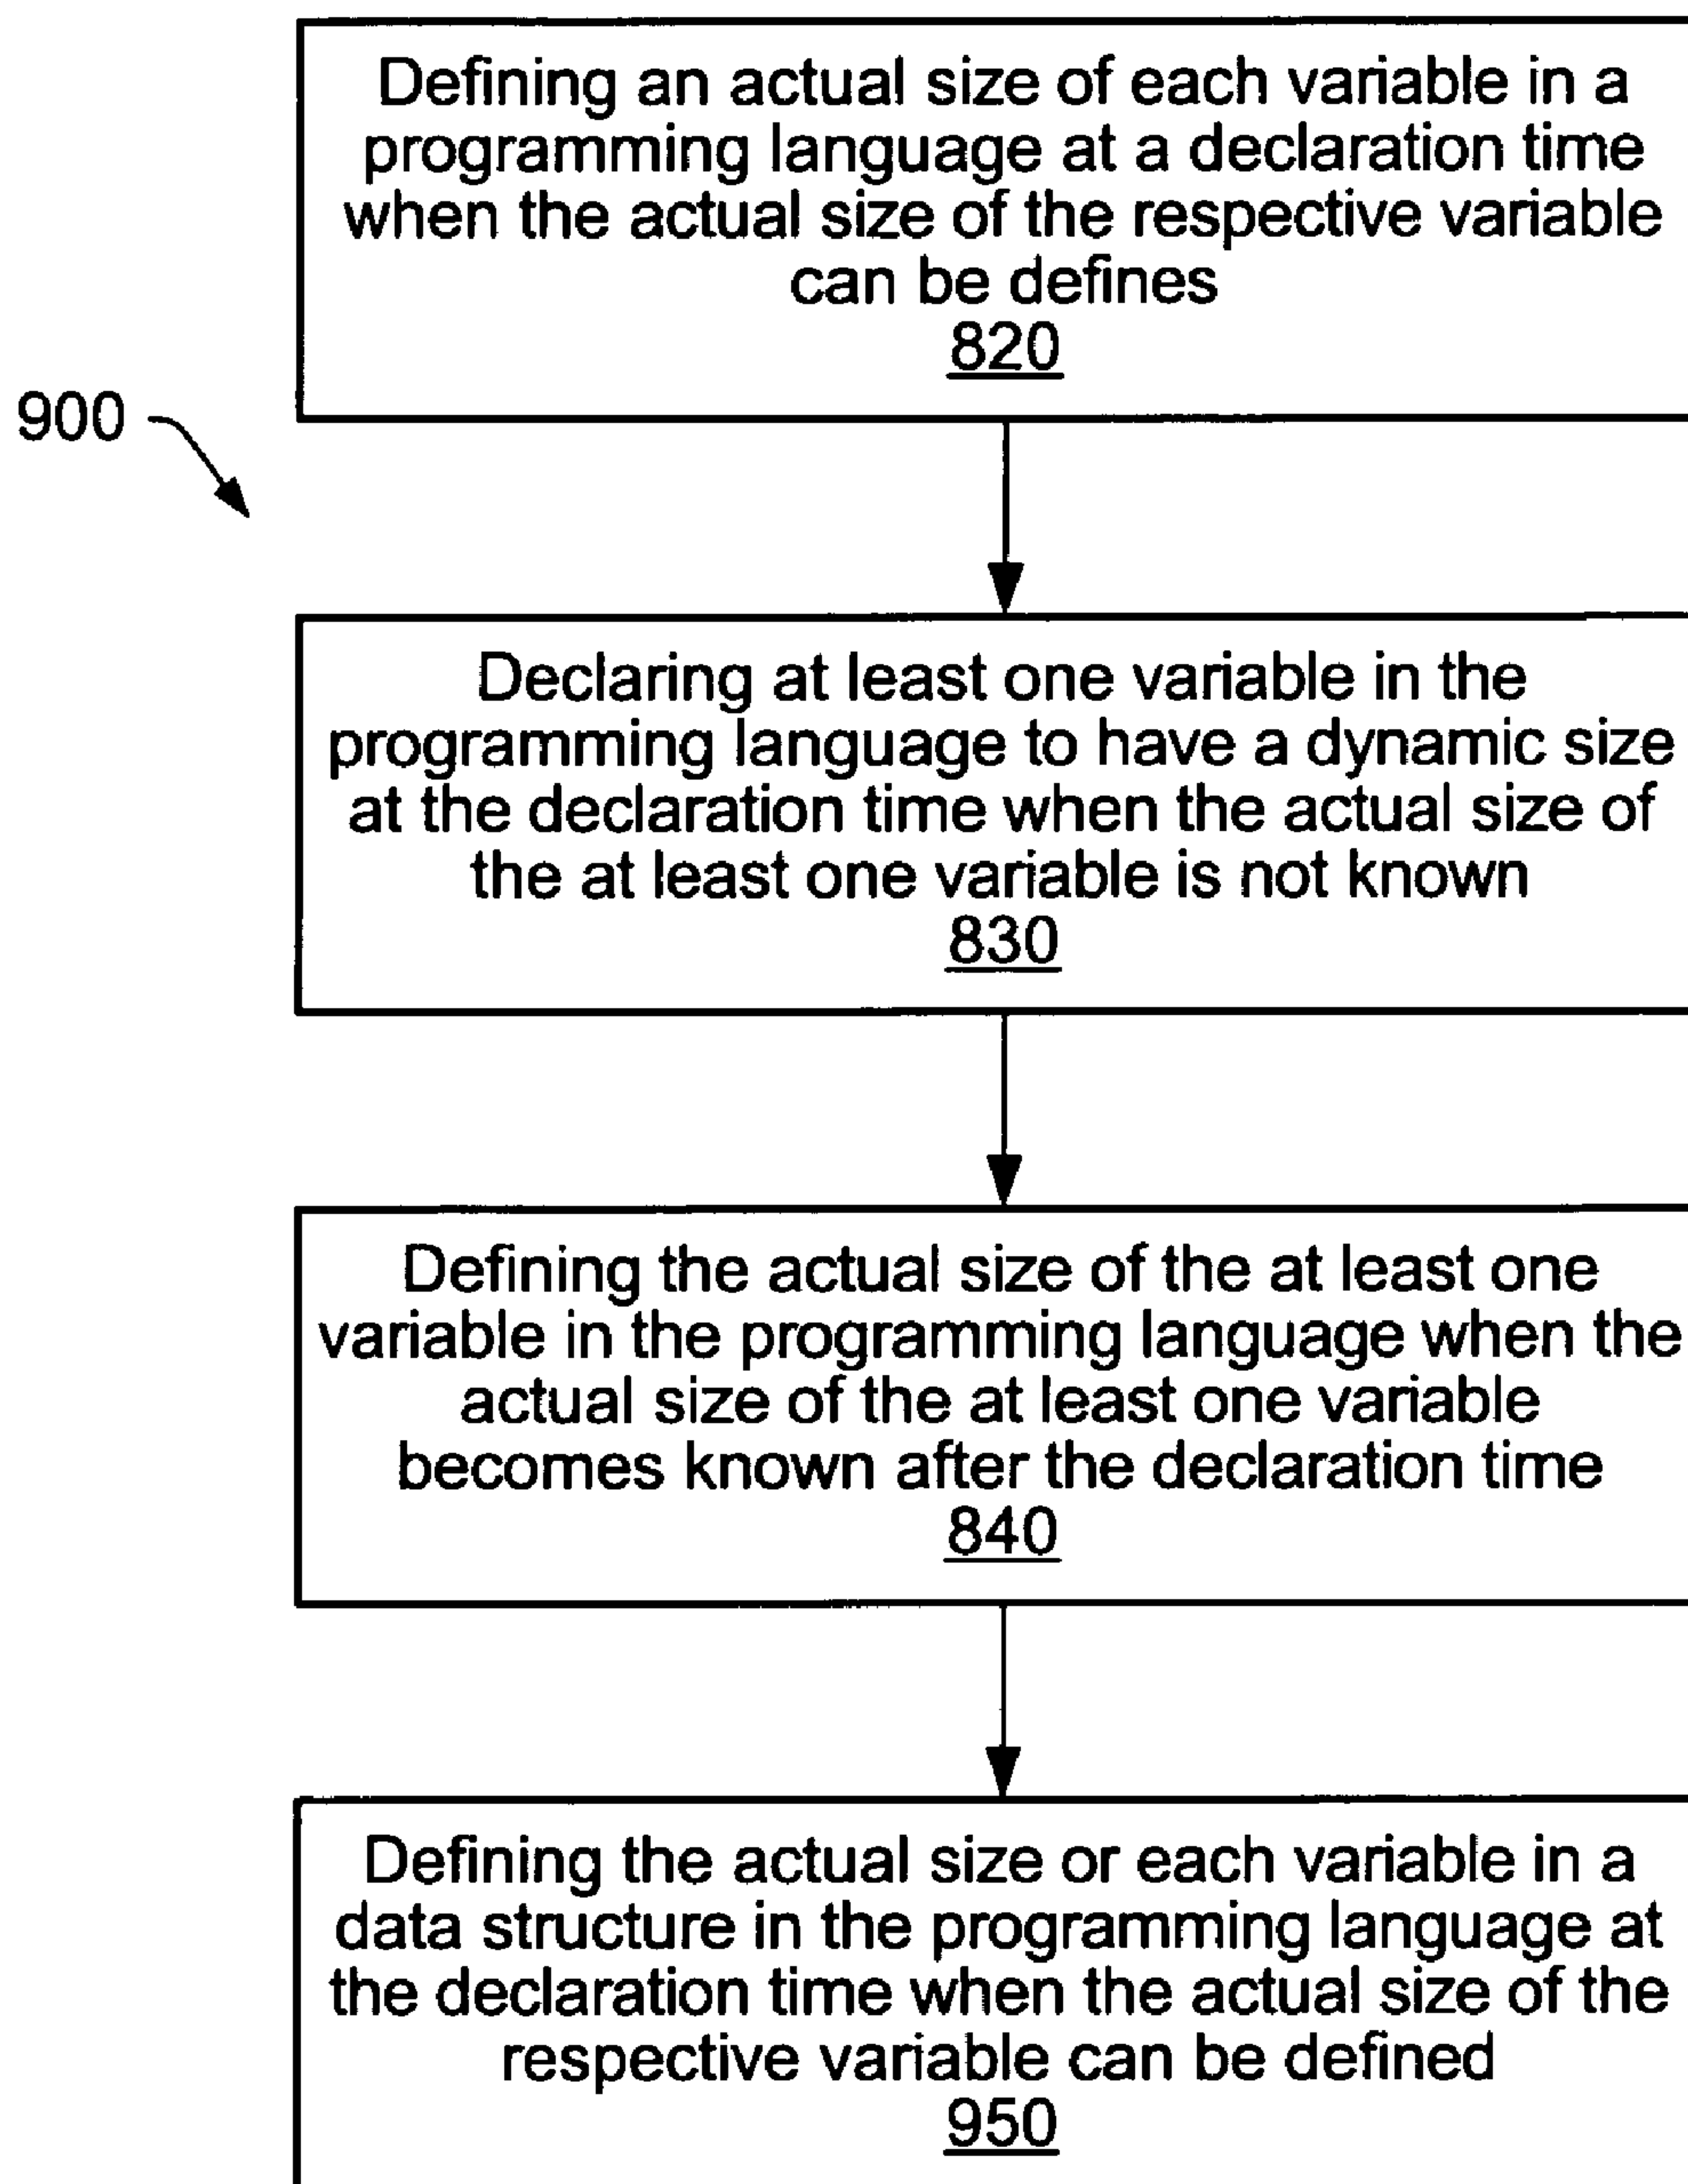 Defining an actual size of each variable in a
programming language at a declaration time
when the actual size of the respective variable
can be defines
820
900
Declaring at least one variable in the
programming language to have a dynamic size
at the declaration time when the actual size of
the at least one variable is not known
830
Defining the actual size of the at least one
variable in the programming language when the
actual size of the at least one variable
becomes known after the declaration time
840
Defining the actual size or each variable in a
data structure in the programming language at
the declaration time when the actual size of the
respective variable can be defined
950